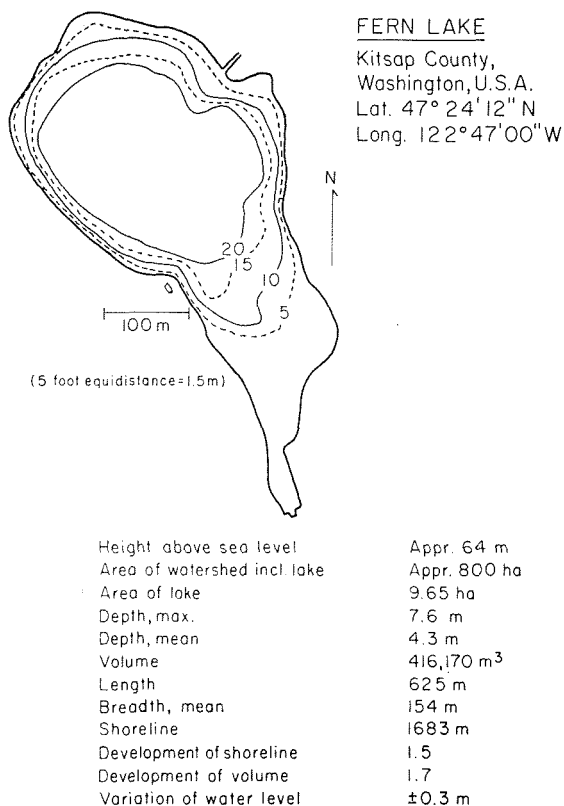 FERN LAKE
Kitsap County,
Washington, U.S.A.
Lat. 47° 24' 12" N
Long. 122°47'00"W
N
20
15
10
5
100 m
(5 foot equidistance=1.5m)
Height above sea level Appr. 64 m
Area of watershed incl. lake Appr. 800 ha
Area of lake 9.65 ha
Depth, max. 7.6 m
Depth, mean 4.3 m
Volume 416,170 m³
Length 625 m
Breadth, mean 154 m
Shoreline 1683 m
Development of shoreline 1.5
Development of volume 1.7
Variation of water level ±0.3 m